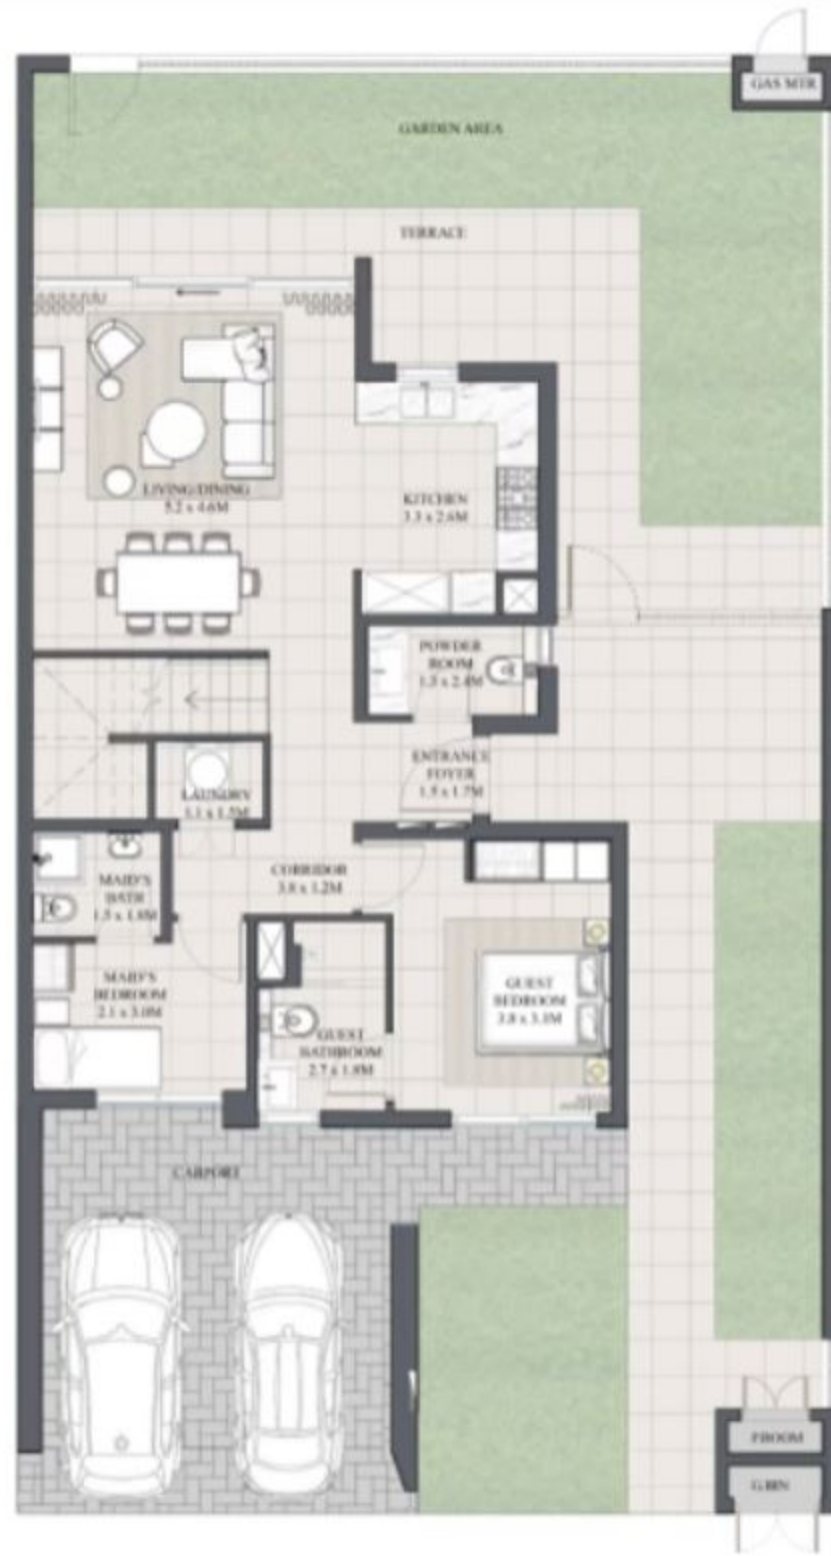 GAS MTR
GARDEN AREA
TERRACE
LIVING/DINING
5.2 x 4.6M
KITCHEN
3.3 x 2.6M
POWDER
ROOM
1.3 x 2.4M
ENTRANCE
FOYER
1.5 x 1.7M
LAUNDRY
1.1 x 1.5M
CORRIDOR
3.8 x 1.2M
MAID'S
BATH
1.5 x 1.8M
MAID'S
BEDROOM
2.1 x 3.0M
GUEST
BEDROOM
3.8 x 3.1M
GUEST
BATHROOM
2.7 x 1.8M
CARPORT
P.ROOM
G.BIN